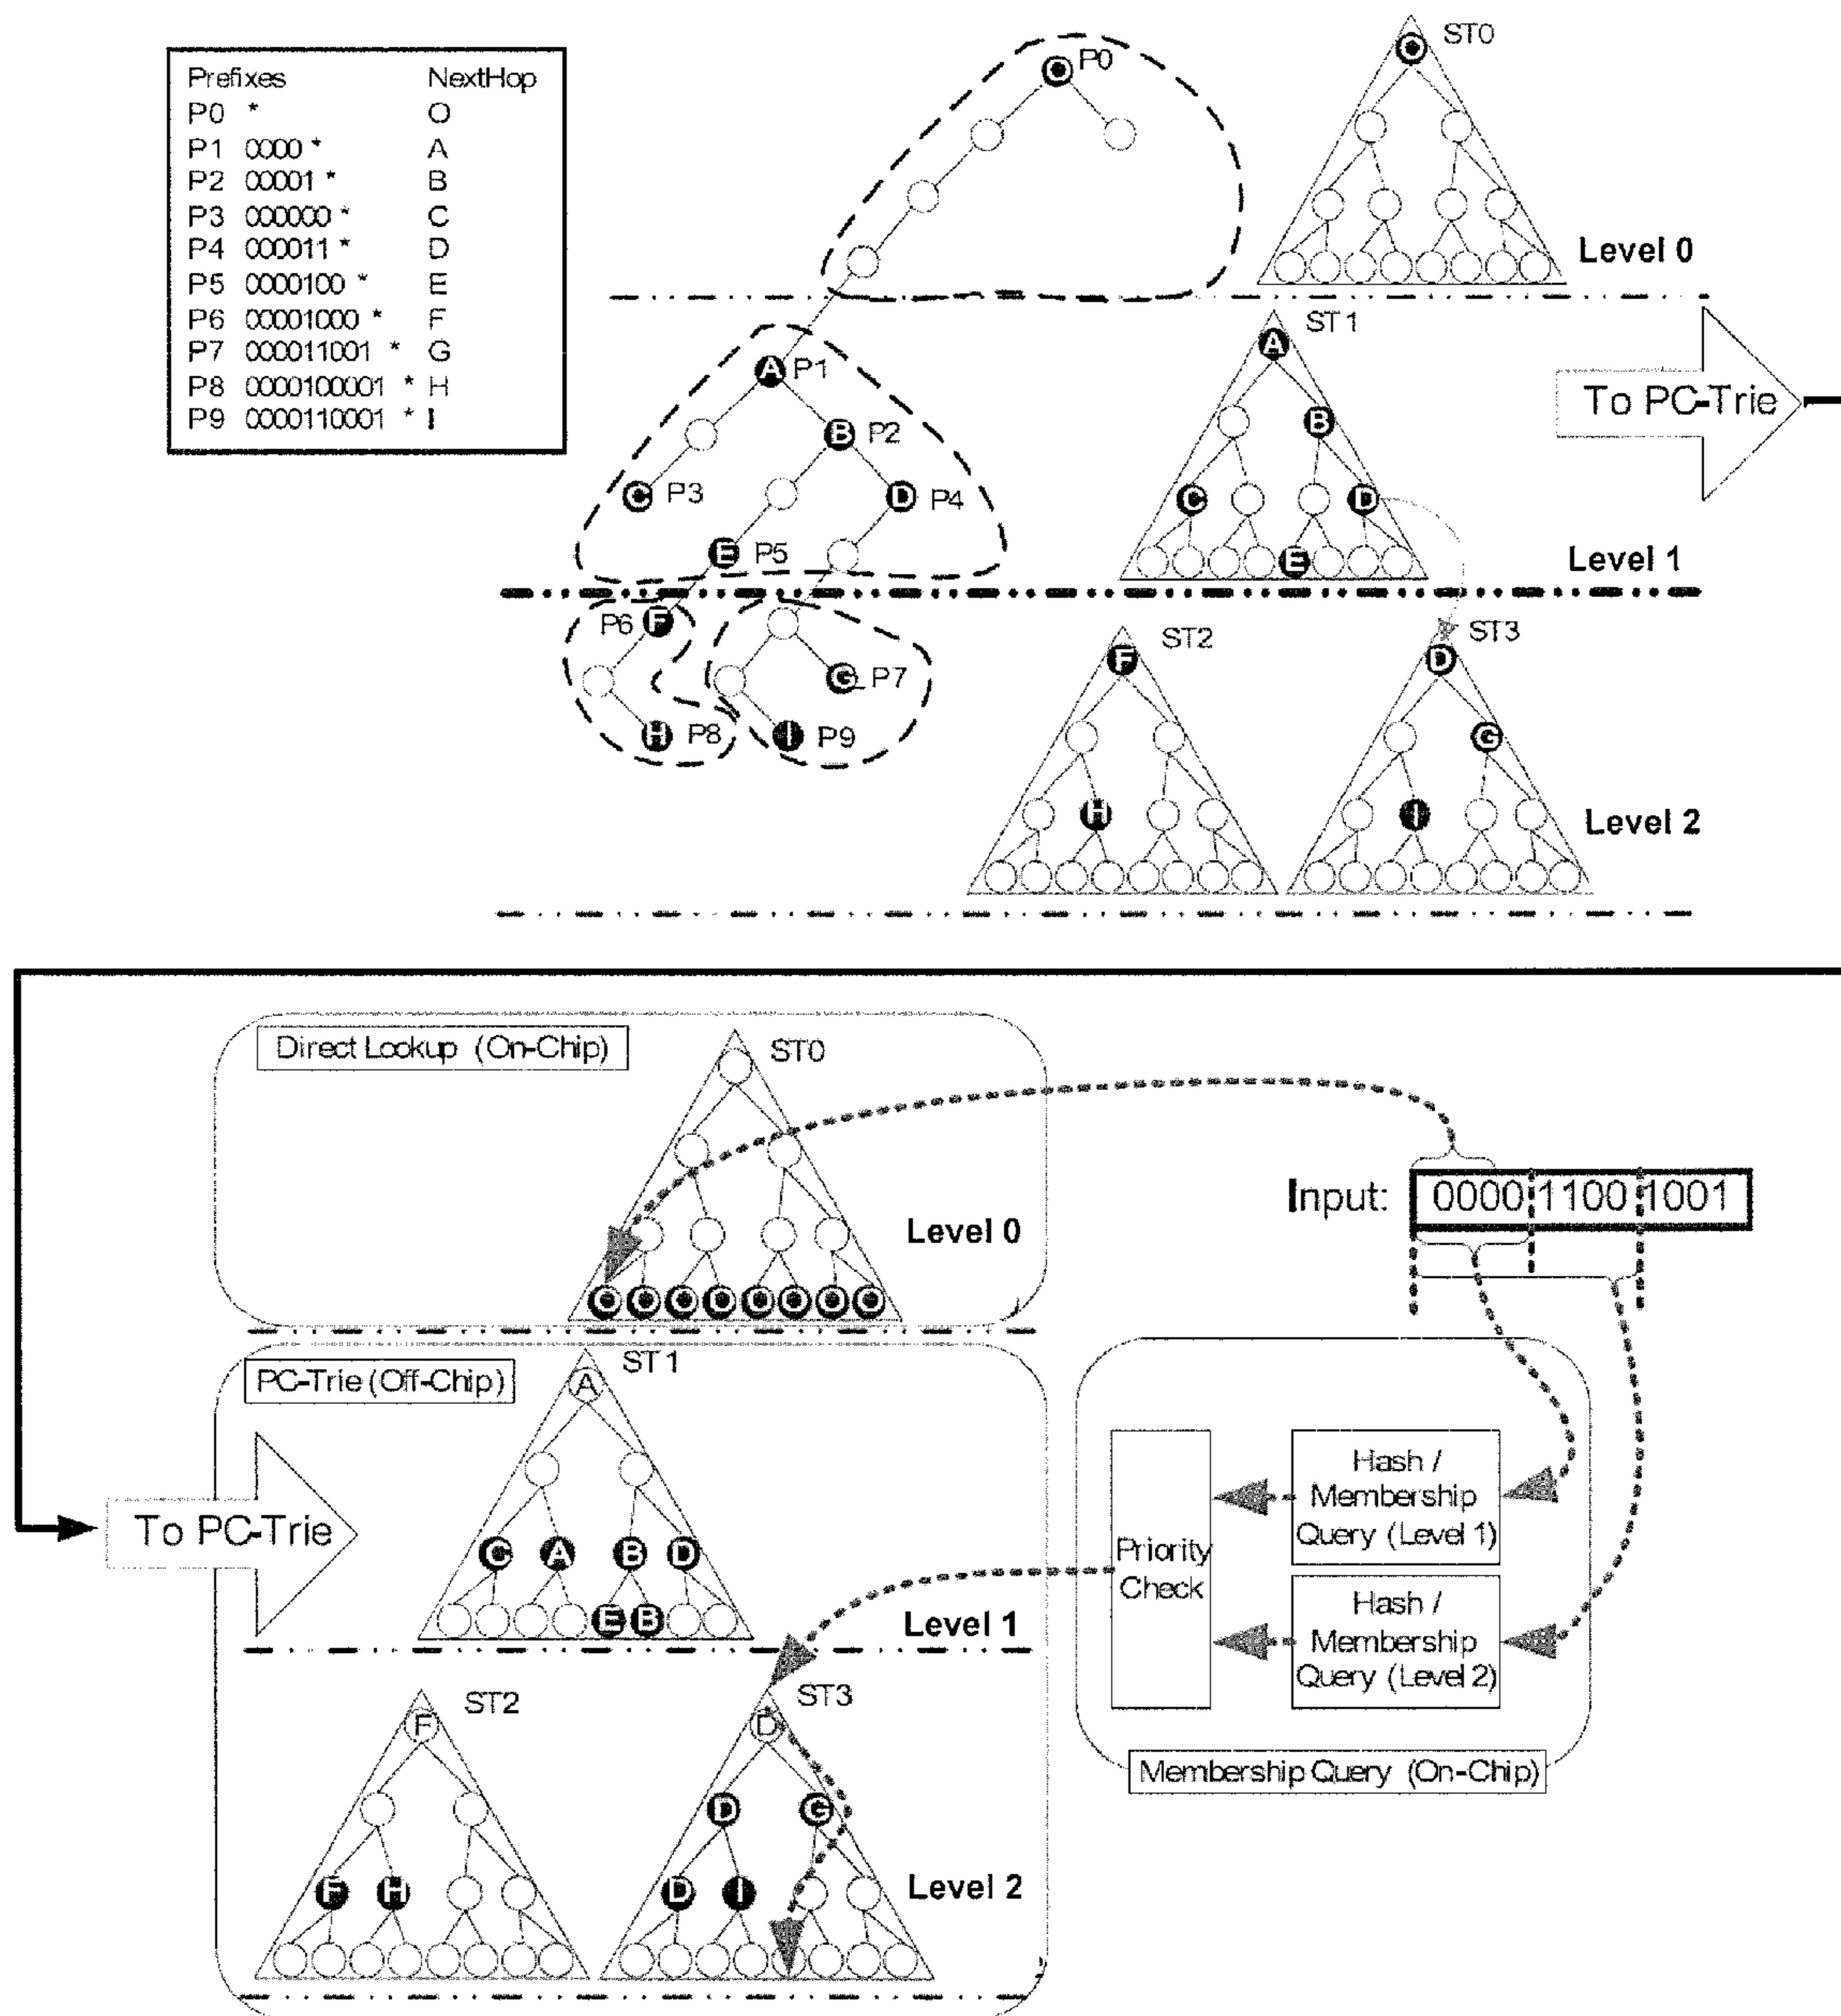 Prefixes NextHop
P0 * O
P1 0000 * A
P2 00001 * B
P3 000000 * C
P4 000011 * D
P5 0000100 * E
P6 00001000 * F
P7 000011001 * G
P8 0000100001 * H
P9 0000110001 * I
O P0
A P1
B P2
C P3
D P4
E P5
P6 F
G P7
H P8
I P9
ST0
O
Level 0
ST1
A
B
C D
E
Level 1
To PC-Trie
ST2
F
H
ST3
D
G
I
Level 2
Direct Lookup (On-Chip)
ST0
Level 0
O O O O O O O O
Input: 0000 1100 1001
PC-Trie (Off-Chip)
ST1
A
C A B D
E B
Level 1
To PC-Trie
ST2
F
F H
ST3
D
D G
D I
Level 2
Priority
Check
Hash /
Membership
Query (Level 1)
Hash /
Membership
Query (Level 2)
Membership Query (On-Chip)